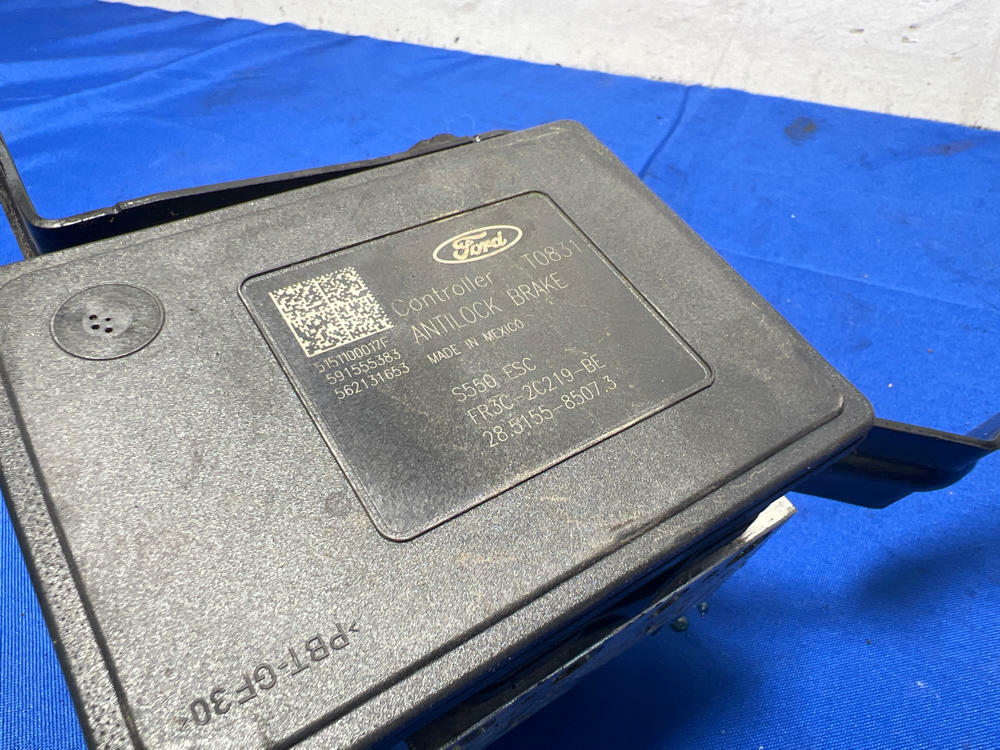 Ford
Controller T0831
ANTILOCK BRAKE
MADE IN MEXICO
515110001ZF
591555383
562131653
S550 ESC
FR3C-2C219-BE
28.5155-8507.3
>PBT-GF30<